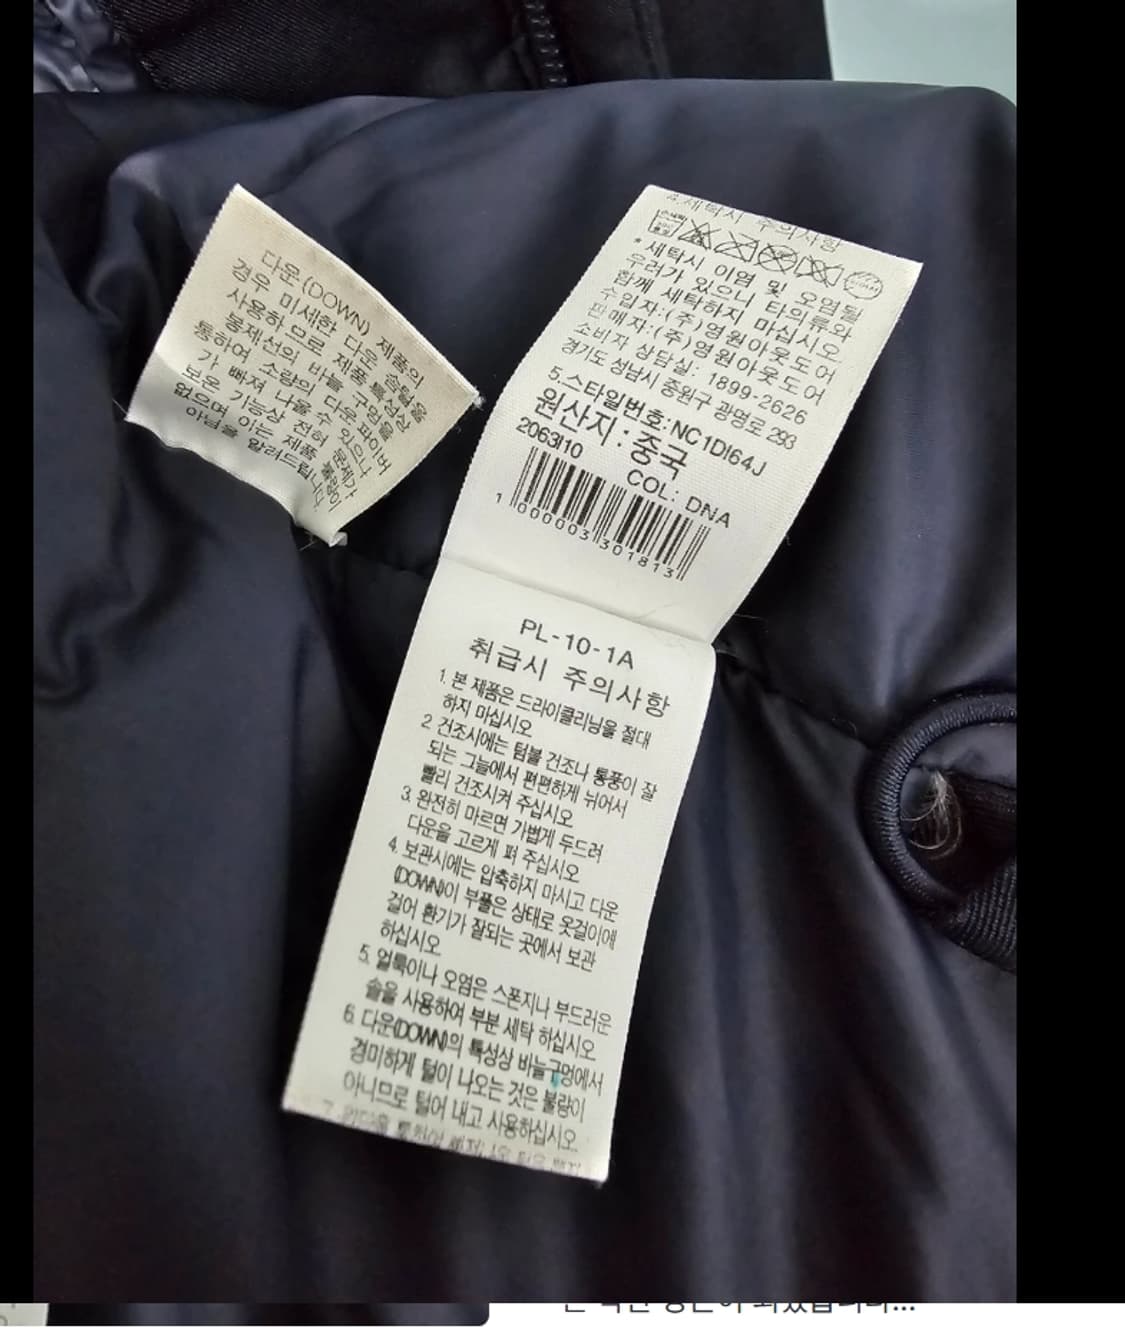 다운(DOWN) 제품의
경우 미세한 다운 솜털을
사용하므로 제품 특성상
봉제선의 바늘 구멍을
통하여 소량의 다운 파이버
가 빠져 나올 수 있으나
보온 기능상 전혀 문제가
없으며 이는 제품 불량이
아님을 알려드립니다.
4.세탁시 주의사항
*세탁시 이염 및 오염될
우려가 있으니 타의류와
함께 세탁하지 마십시오.
수입자:(주)영원아웃도어
판매자:(주)영원아웃도어
소비자 상담실: 1899-2626
경기도 성남시 중원구 광명로 293
5.스타일번호:NC1DI64J
원산지:중국
2063I10 COL: DNA
1 000003 301813
PL-10-1A
취급시 주의사항
1. 본 제품은 드라이클리닝을 절대
하지 마십시오
2 건조시에는 텀블 건조나 통풍이 잘
되는 그늘에서 편편하게 뉘어서
빨리 건조시켜 주십시오
3. 완전히 마르면 가볍게 두드려
다운을 고르게 펴 주십시오
4. 보관시에는 압축하지 마시고 다운
(DOWN)이 부풀은 상태로 옷걸이에
걸어 환기가 잘되는 곳에서 보관
하십시오
5. 얼룩이나 오염은 스폰지나 부드러운
솔을 사용하여 부분 세탁 하십시오
6. 다운(DOWN)의 특성상 바늘구멍에서
경미하게 털이 나오는 것은 불량이
아니므로 털어 내고 사용하십시오